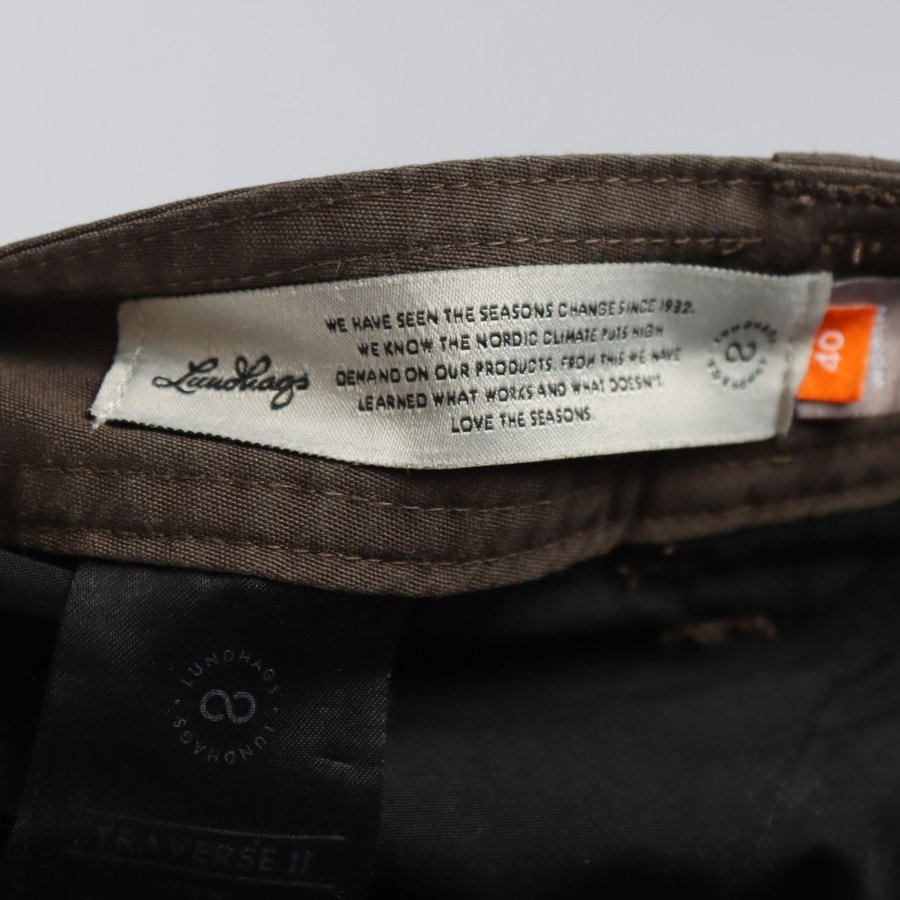 WE HAVE SEEN THE SEASONS CHANGE SINCE 1932.
WE KNOW THE NORDIC CLIMATE PUTS HIGH
DEMAND ON OUR PRODUCTS. FROM THIS WE HAVE
LEARNED WHAT WORKS AND WHAT DOESN'T.
LOVE THE SEASONS.
Lundhags
LUNDHAGS · LUNDHAGS ·
40
LUNDHAGS · LUNDHAGS ·
TRAVERSE II